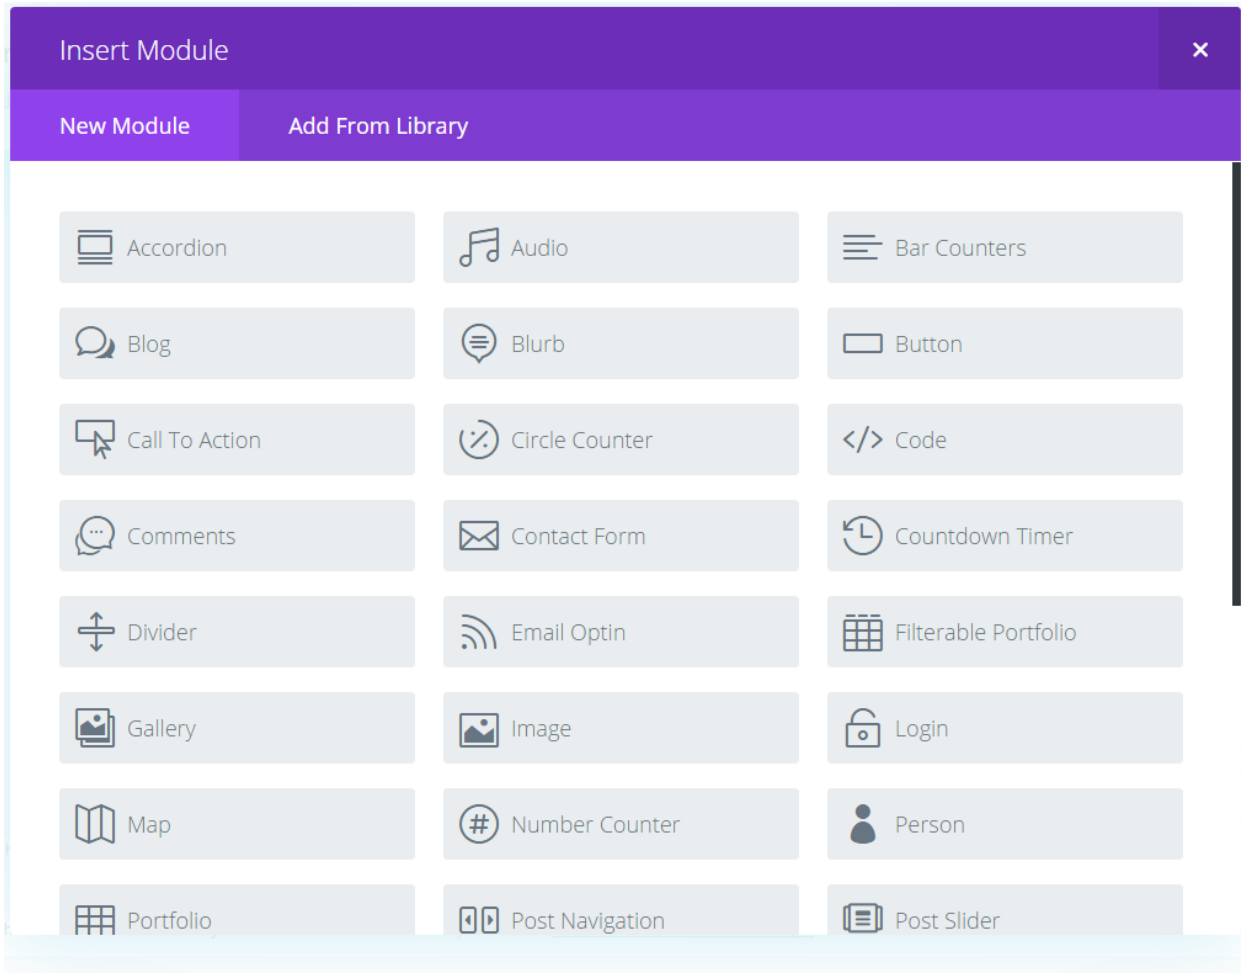 Insert Module
New Module Add From Library
Accordion Audio Bar Counters
Blog Blurb Button
Call To Action Circle Counter Code
Comments Contact Form Countdown Timer
Divider Email Optin Filterable Portfolio
Gallery Image Login
Map Number Counter Person
Portfolio Post Navigation Post Slider